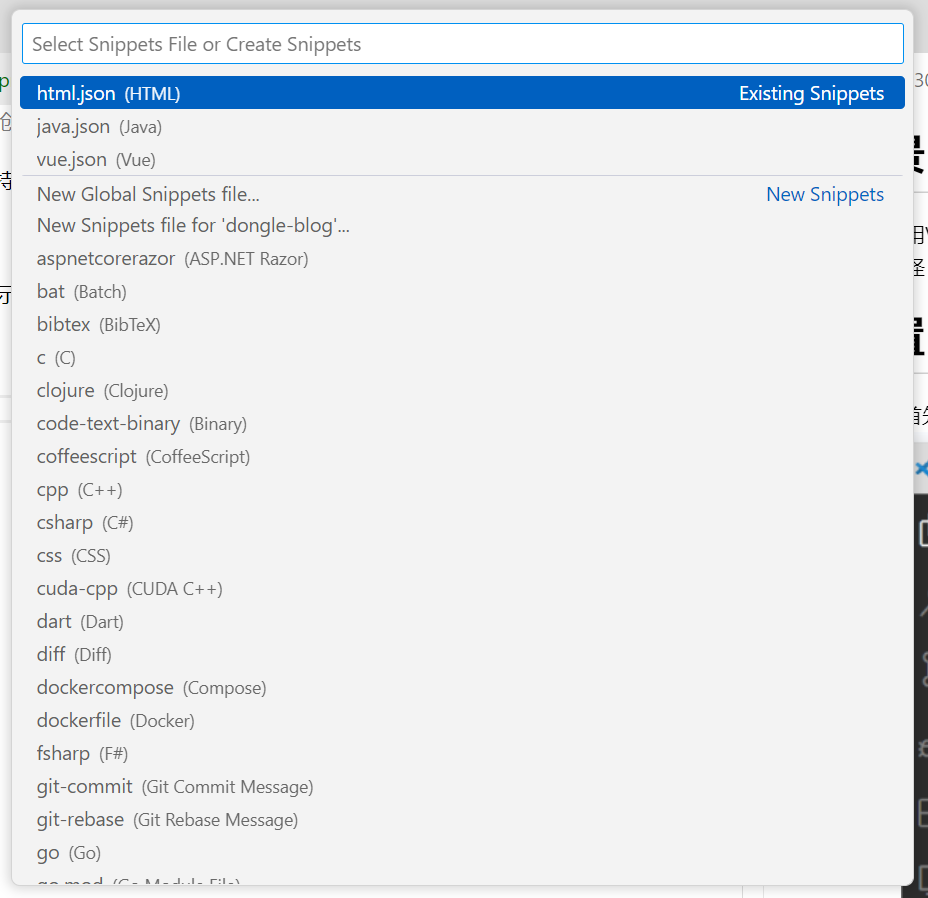 Select Snippets File or Create Snippets
html.json (HTML) Existing Snippets
java.json (Java)
vue.json (Vue)
New Global Snippets file... New Snippets
New Snippets file for 'dongle-blog'...
aspnetcorerazor (ASP.NET Razor)
bat (Batch)
bibtex (BibTeX)
c (C)
clojure (Clojure)
code-text-binary (Binary)
coffeescript (CoffeeScript)
cpp (C++)
csharp (C#)
css (CSS)
cuda-cpp (CUDA C++)
dart (Dart)
diff (Diff)
dockercompose (Compose)
dockerfile (Docker)
fsharp (F#)
git-commit (Git Commit Message)
git-rebase (Git Rebase Message)
go (Go)